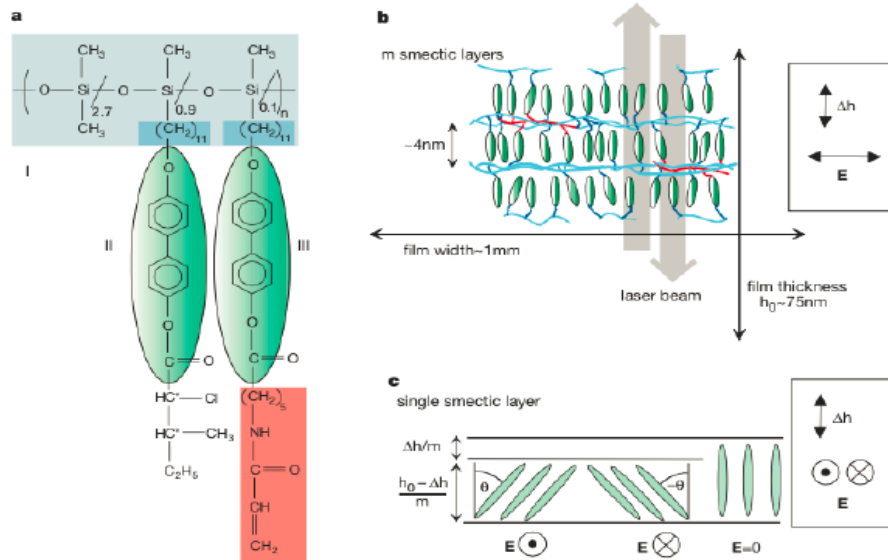 a
CH3 CH3 CH3
( O Si O Si O Si )
2.7 0.9 0.1 n
CH3 (CH2)11 (CH2)11
I
O O
II III
O O
C O C O
HC* Cl (CH2)5
HC* CH3 NH
C2H5 C O
CH
CH2
b
m smectic layers
~4nm
film width~1mm
laser beam
film thickness
h0~75nm
Δh
E
c
single smectic layer
Δh/m
h0 – Δh
m
θ -θ
E E E=0
Δh
E